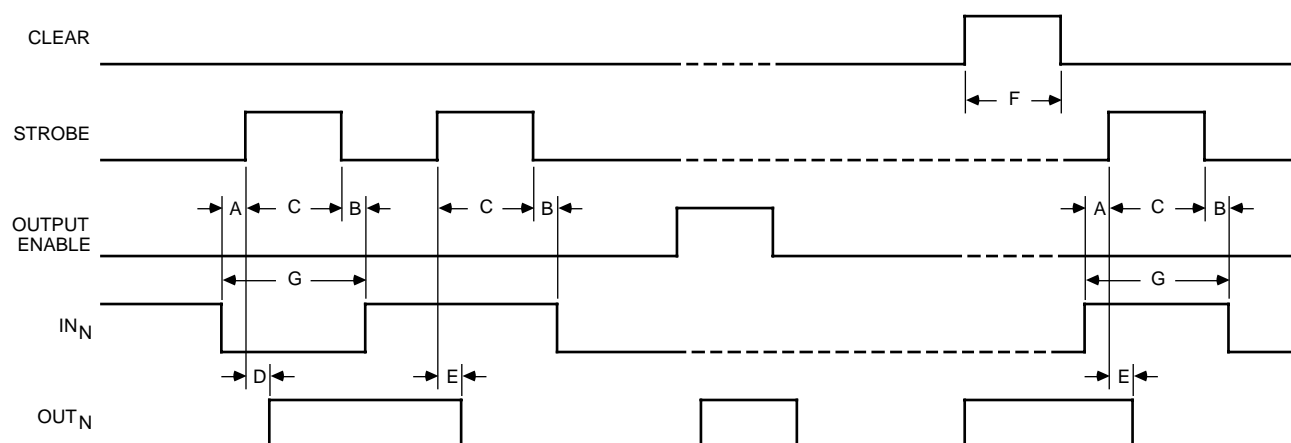 CLEAR
F
STROBE
A C B C B A C B
OUTPUT
ENABLE
G G
IN_N
D E E
OUT_N